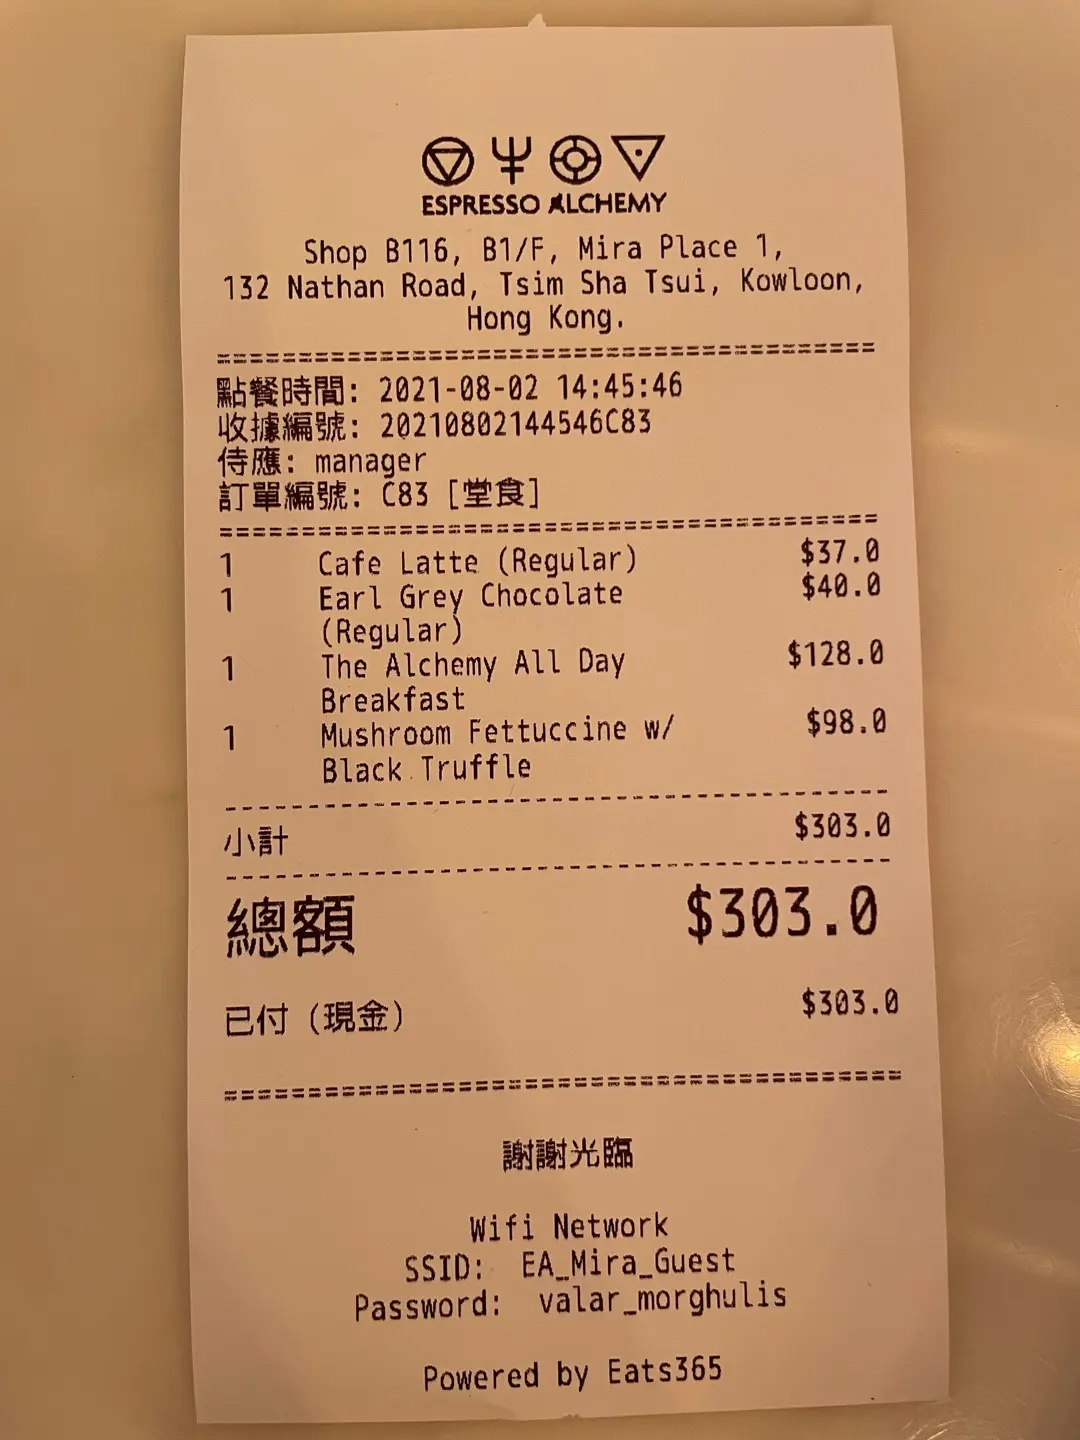 ESPRESSO ALCHEMY
Shop B116, B1/F, Mira Place 1,
132 Nathan Road, Tsim Sha Tsui, Kowloon,
Hong Kong.
========================================
點餐時間: 2021-08-02 14:45:46
收據編號: 20210802144546C83
侍應: manager
訂單編號: C83 [堂食]
========================================
1 Cafe Latte (Regular) $37.0
1 Earl Grey Chocolate $40.0
(Regular)
1 The Alchemy All Day $128.0
Breakfast
1 Mushroom Fettuccine w/ $98.0
Black Truffle
----------------------------------------
小計 $303.0
----------------------------------------
總額 $303.0
已付 (現金) $303.0
========================================
謝謝光臨
Wifi Network
SSID: EA_Mira_Guest
Password: valar_morghulis
Powered by Eats365